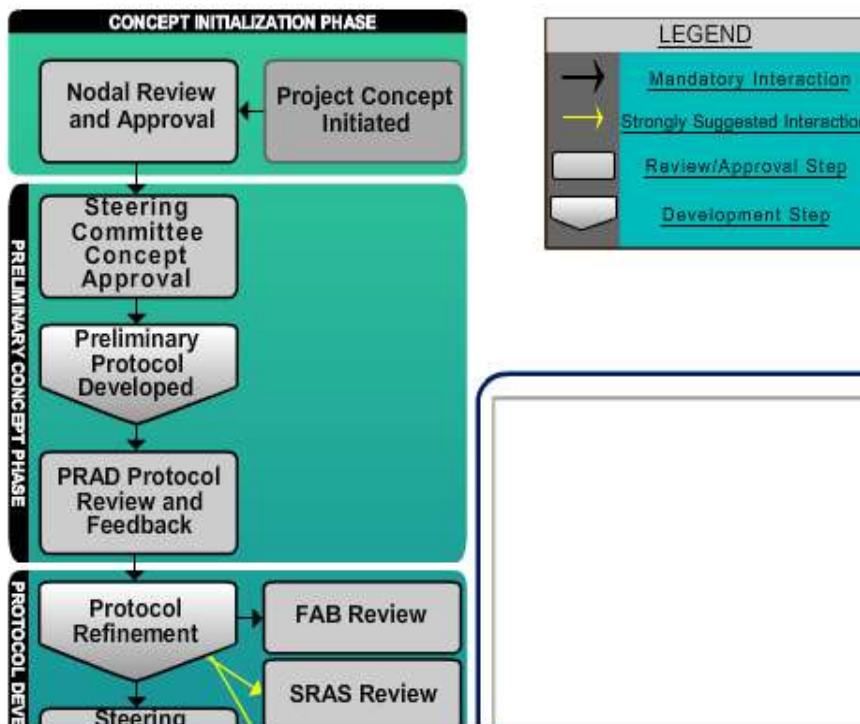 CONCEPT INITIALIZATION PHASE
Nodal Review
and Approval
Project Concept
Initiated
LEGEND
Mandatory Interaction
Strongly Suggested Interaction
Review/Approval Step
Development Step
PRELIMINARY CONCEPT PHASE
Steering
Committee
Concept
Approval
Preliminary
Protocol
Developed
PRAD Protocol
Review and
Feedback
PROTOCOL DEVE
Protocol
Refinement
FAB Review
SRAS Review
Steering